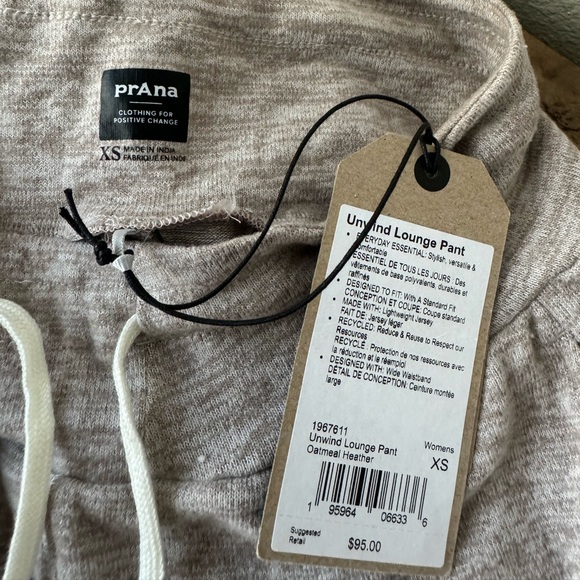 prAna
CLOTHING FOR
POSITIVE CHANGE
XS MADE IN INDIA
FABRIQUÉ EN INDE
Unwind Lounge Pant
• EVERYDAY ESSENTIAL: Stylish, versatile &
comfortable
ESSENTIEL DE TOUS LES JOURS : Des
vêtements de base polyvalents, durables et
raffinés
• DESIGNED TO FIT: With A Standard Fit
CONCEPTION ET COUPE: Coupe standard
• MADE WITH: Lightweight Jersey
FAIT DE: Jersey léger
• RECYCLED: Reduce & Reuse to Respect our
Resources
RECYCLÉ : Protection de nos ressources avec
la réduction et le réemploi
• DESIGNED WITH: Wide Waistband
DÉTAIL DE CONCEPTION: Ceinture montée
large
1967611
Unwind Lounge Pant Womens
Oatmeal Heather XS
1 95964 06633 6
Suggested
Retail $95.00